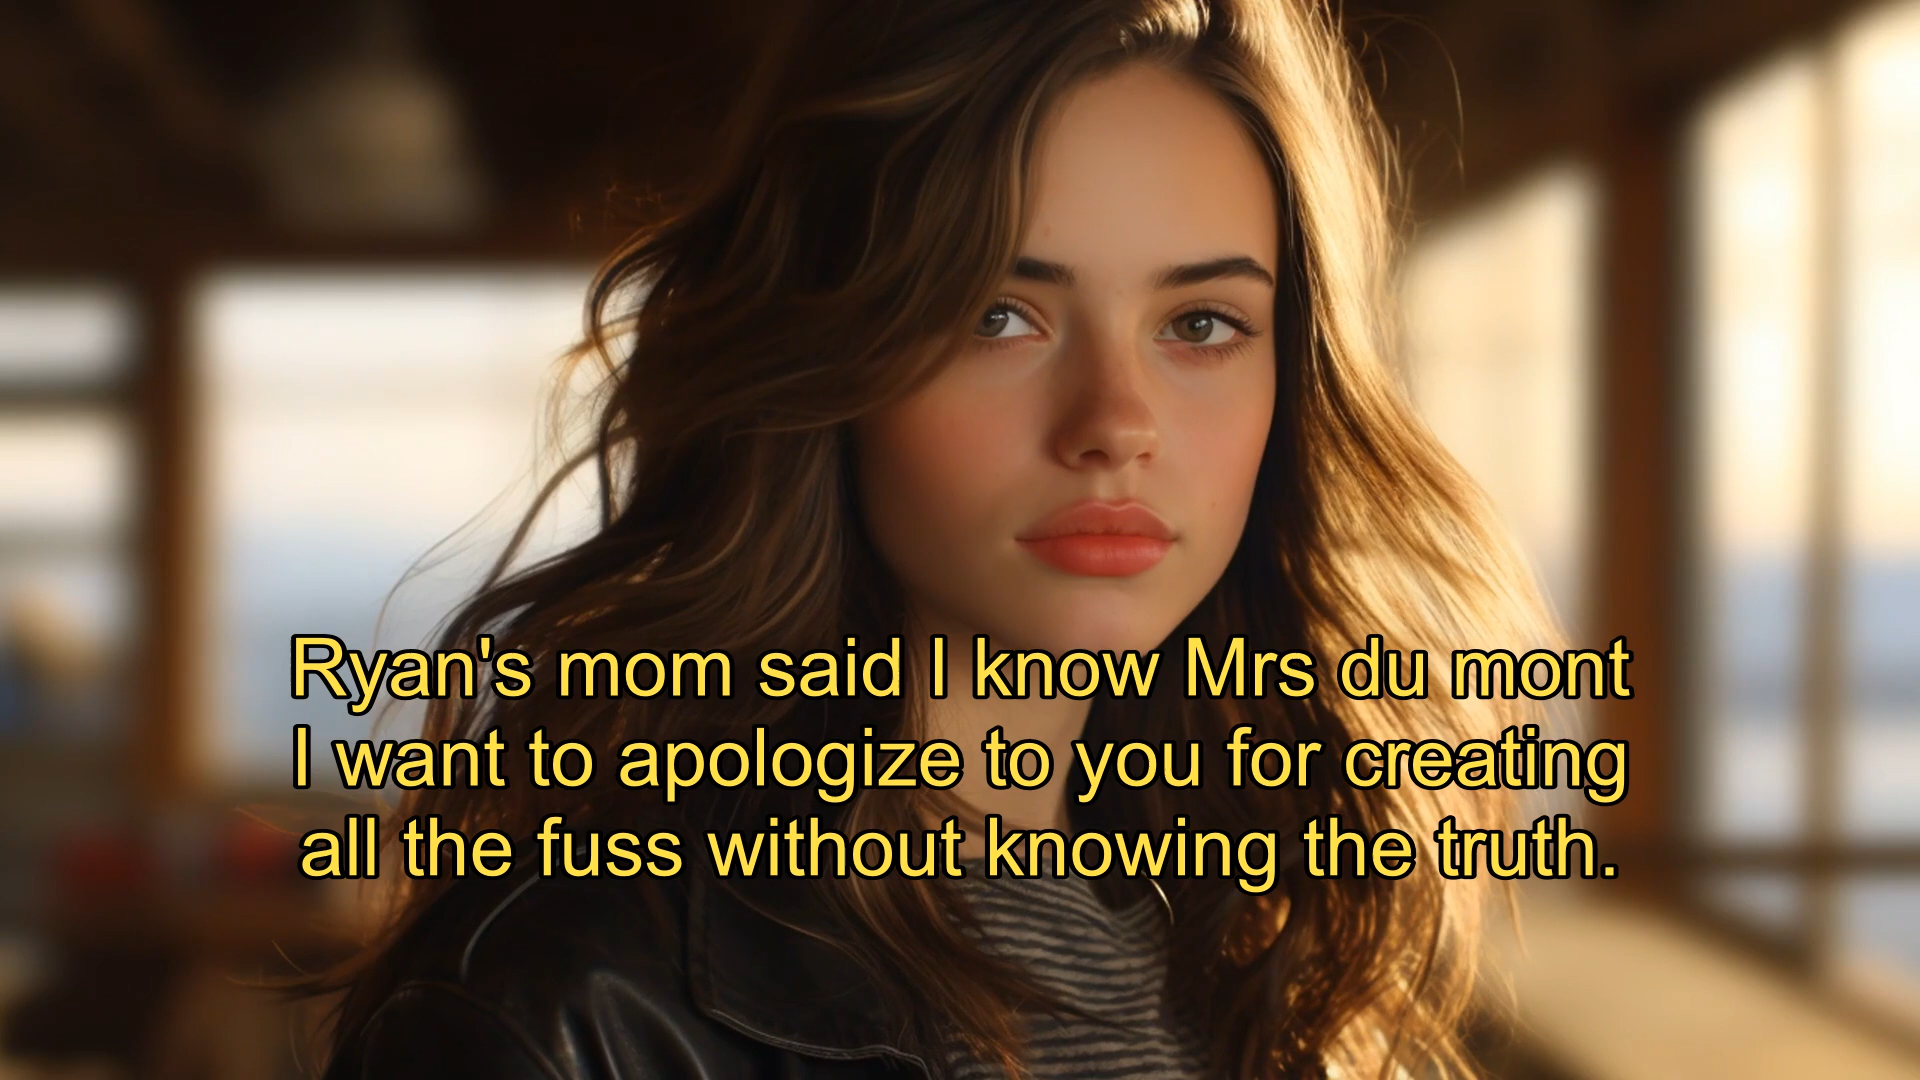 Ryan's mom said I know Mrs du mont
I want to apologize to you for creating
all the fuss without knowing the truth.